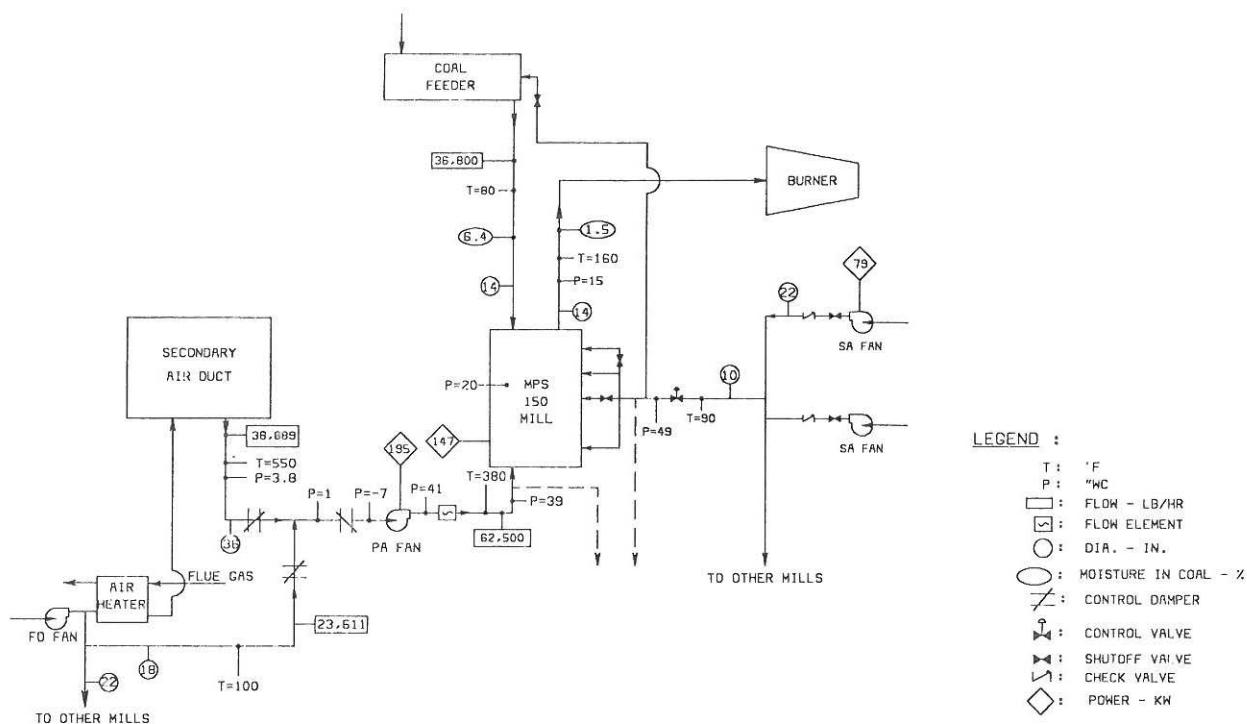 COAL
FEEDER
36,800
T=80
6.4
14
1.5
T=160
P=15
14
BURNER
79
22
SA FAN
SECONDARY
AIR DUCT
P=20
MPS
150
MILL
10
T=90
P=49
SA FAN
38,889
T=550
P=3.8
195
147
T=380
P=1
P=-7
P=41
P=39
36
PA FAN
62,500
TO OTHER MILLS
FLUE GAS
AIR
HEATER
FD FAN
23,611
18
T=100
22
TO OTHER MILLS
LEGEND :
T : °F
P : "WC
: FLOW - LB/HR
: FLOW ELEMENT
: DIA. - IN.
: MOISTURE IN COAL - %
: CONTROL DAMPER
: CONTROL VALVE
: SHUTOFF VALVE
: CHECK VALVE
: POWER - KW